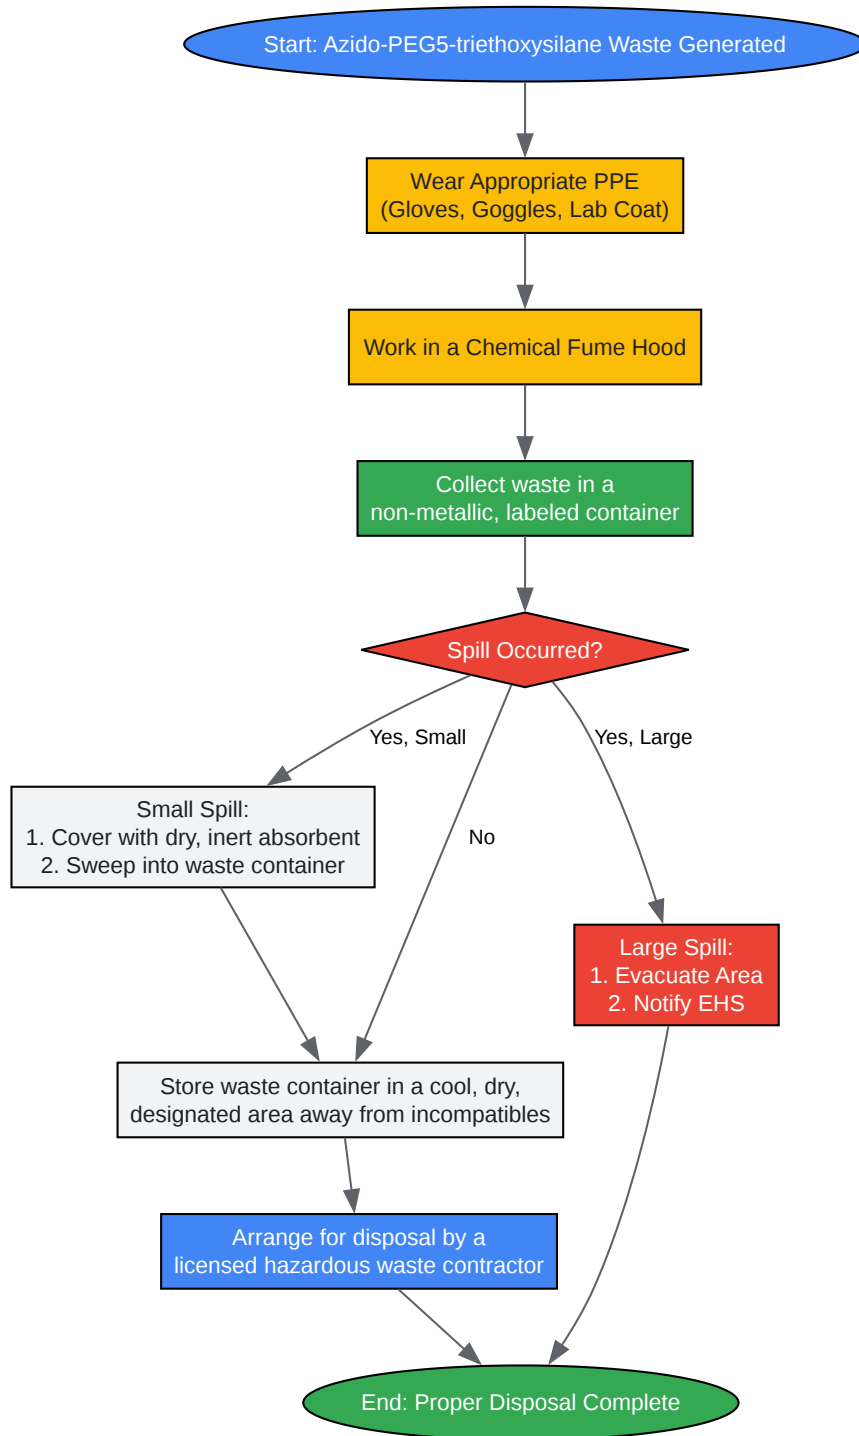 Start: Azido-PEG5-triethoxysilane Waste Generated
Wear Appropriate PPE
(Gloves, Goggles, Lab Coat)
Work in a Chemical Fume Hood
Collect waste in a
non-metallic, labeled container
Spill Occurred?
Yes, Small
Yes, Large
Small Spill:
1. Cover with dry, inert absorbent
2. Sweep into waste container
No
Large Spill:
1. Evacuate Area
2. Notify EHS
Store waste container in a cool, dry,
designated area away from incompatibles
Arrange for disposal by a
licensed hazardous waste contractor
End: Proper Disposal Complete